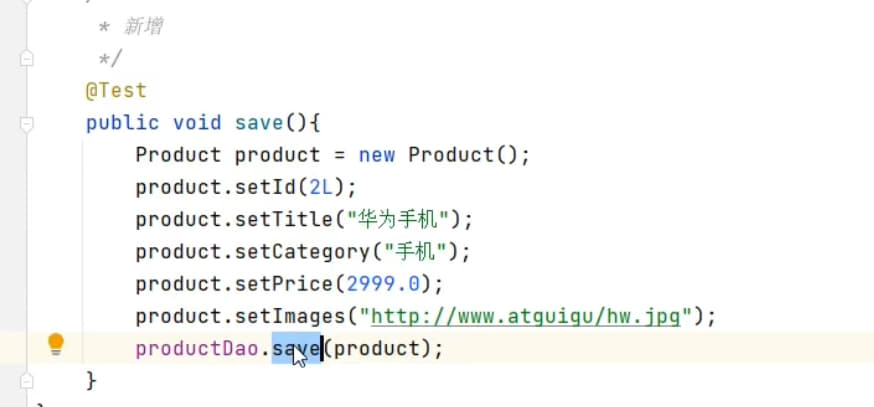 * 新增
*/
@Test
public void save(){
Product product = new Product();
product.setId(2L);
product.setTitle("华为手机");
product.setCategory("手机");
product.setPrice(2999.0);
product.setImages("http://www.atguigu/hw.jpg");
productDao.save(product);
}